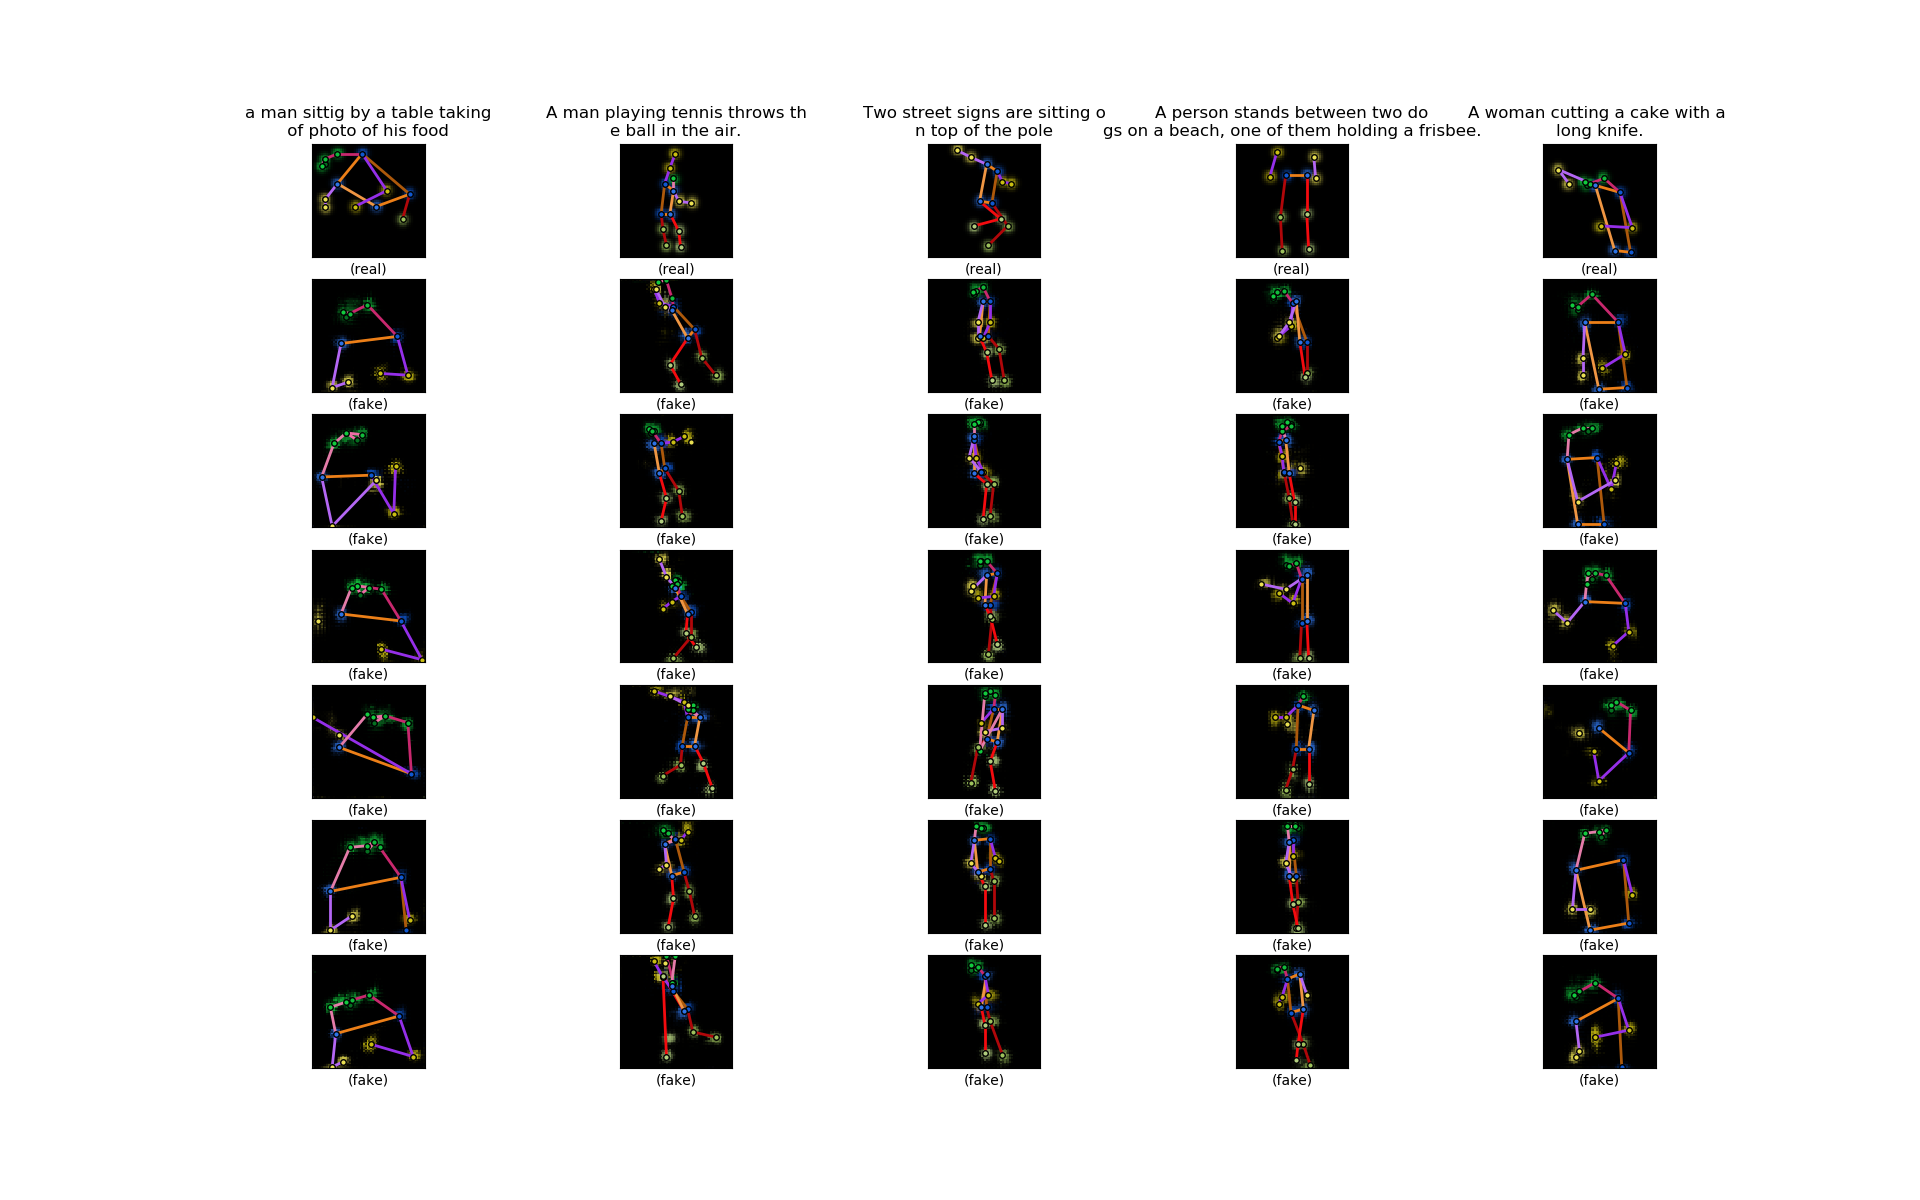 a man sittig by a table taking
of photo of his food
A man playing tennis throws th
e ball in the air.
Two street signs are sitting o
n top of the pole
A person stands between two do
gs on a beach, one of them holding a frisbee.
A woman cutting a cake with a
long knife.
(real) (real) (real) (real) (real)
(fake) (fake) (fake) (fake) (fake)
(fake) (fake) (fake) (fake) (fake)
(fake) (fake) (fake) (fake) (fake)
(fake) (fake) (fake) (fake) (fake)
(fake) (fake) (fake) (fake) (fake)
(fake) (fake) (fake) (fake) (fake)